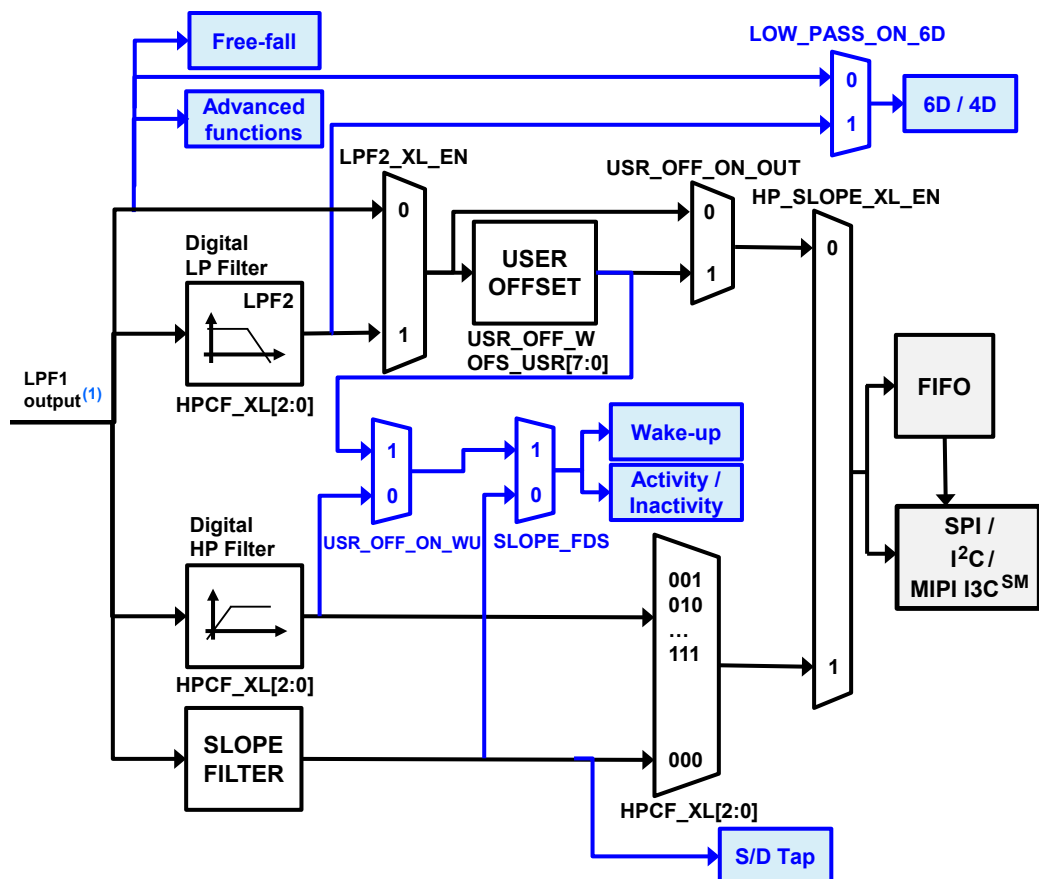 Free-fall
LOW_PASS_ON_6D
0
1
6D / 4D
Advanced
functions
LPF2_XL_EN
0
1
USR_OFF_ON_OUT
0
1
HP_SLOPE_XL_EN
0
1
Digital
LP Filter
LPF2
HPCF_XL[2:0]
USER
OFFSET
USR_OFF_W
OFS_USR[7:0]
LPF1
output(1)
FIFO
1
0
USR_OFF_ON_WU
1
0
SLOPE_FDS
Wake-up
Activity /
Inactivity
SPI /
I2C /
MIPI I3CSM
Digital
HP Filter
HPCF_XL[2:0]
001
010
...
111
000
HPCF_XL[2:0]
SLOPE
FILTER
S/D Tap